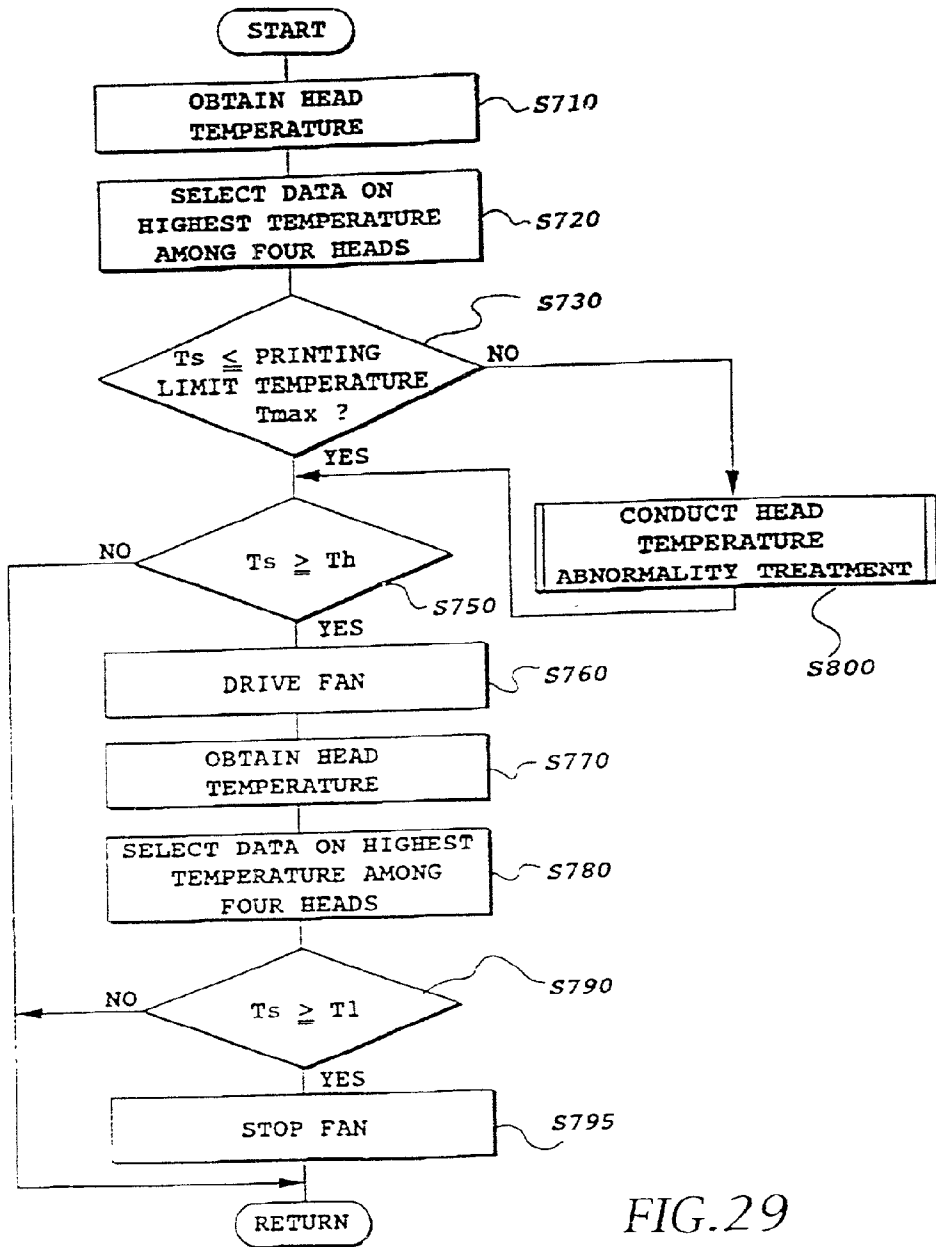 START
OBTAIN HEAD
TEMPERATURE
S710
SELECT DATA ON
HIGHEST TEMPERATURE
AMONG FOUR HEADS
S720
S730
Ts ≦ PRINTING
LIMIT TEMPERATURE
Tmax ?
NO
YES
CONDUCT HEAD
TEMPERATURE
ABNORMALITY TREATMENT
S800
NO
Ts ≧ Th
S750
YES
DRIVE FAN
S760
OBTAIN HEAD
TEMPERATURE
S770
SELECT DATA ON HIGHEST
TEMPERATURE AMONG
FOUR HEADS
S780
S790
NO
Ts ≧ Tl
YES
STOP FAN
S795
RETURN
FIG.29